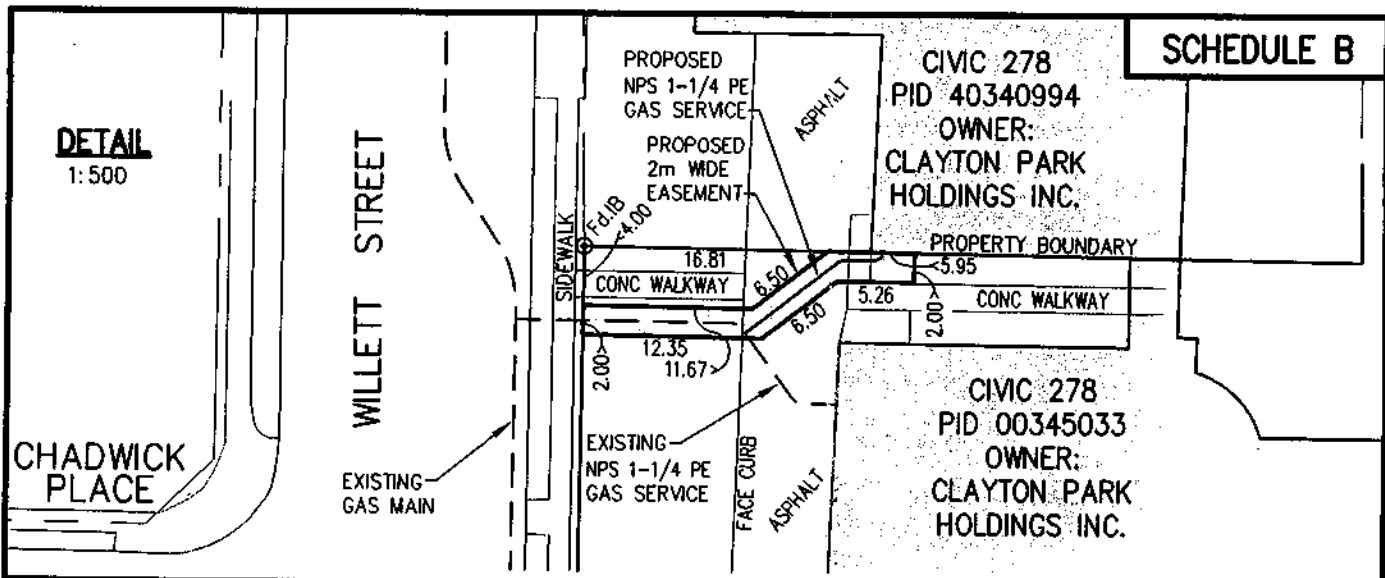 SCHEDULE B
DETAIL
1:500
WILLETT STREET
CHADWICK
PLACE
EXISTING
GAS MAIN
SIDEWALK
Fd.IB
<4.00
PROPOSED
NPS 1-1/4 PE
GAS SERVICE
PROPOSED
2m WIDE
EASEMENT
ASPHALT
CIVIC 278
PID 40340994
OWNER:
CLAYTON PARK
HOLDINGS INC.
PROPERTY BOUNDARY
16.81
CONC WALKWAY
6.50
6.50
<5.95
5.26
2.00>
CONC WALKWAY
2.00>
12.35
11.67>
EXISTING
NPS 1-1/4 PE
GAS SERVICE
FACE CURB
ASPHALT
CIVIC 278
PID 00345033
OWNER:
CLAYTON PARK
HOLDINGS INC.